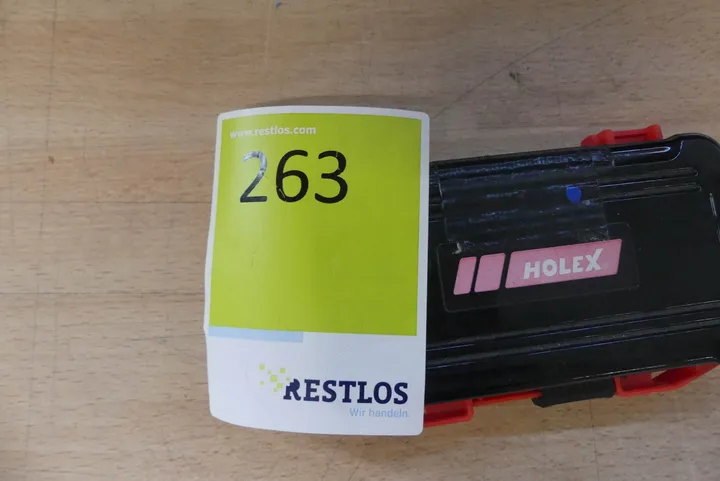 www.restlos.com
263
HOLEX
RESTLOS
Wir handeln.